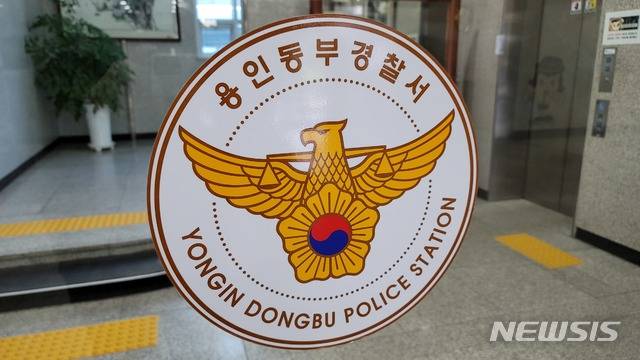 용인동부경찰서
YONGIN DONGBU POLICE STATION
NEWSIS